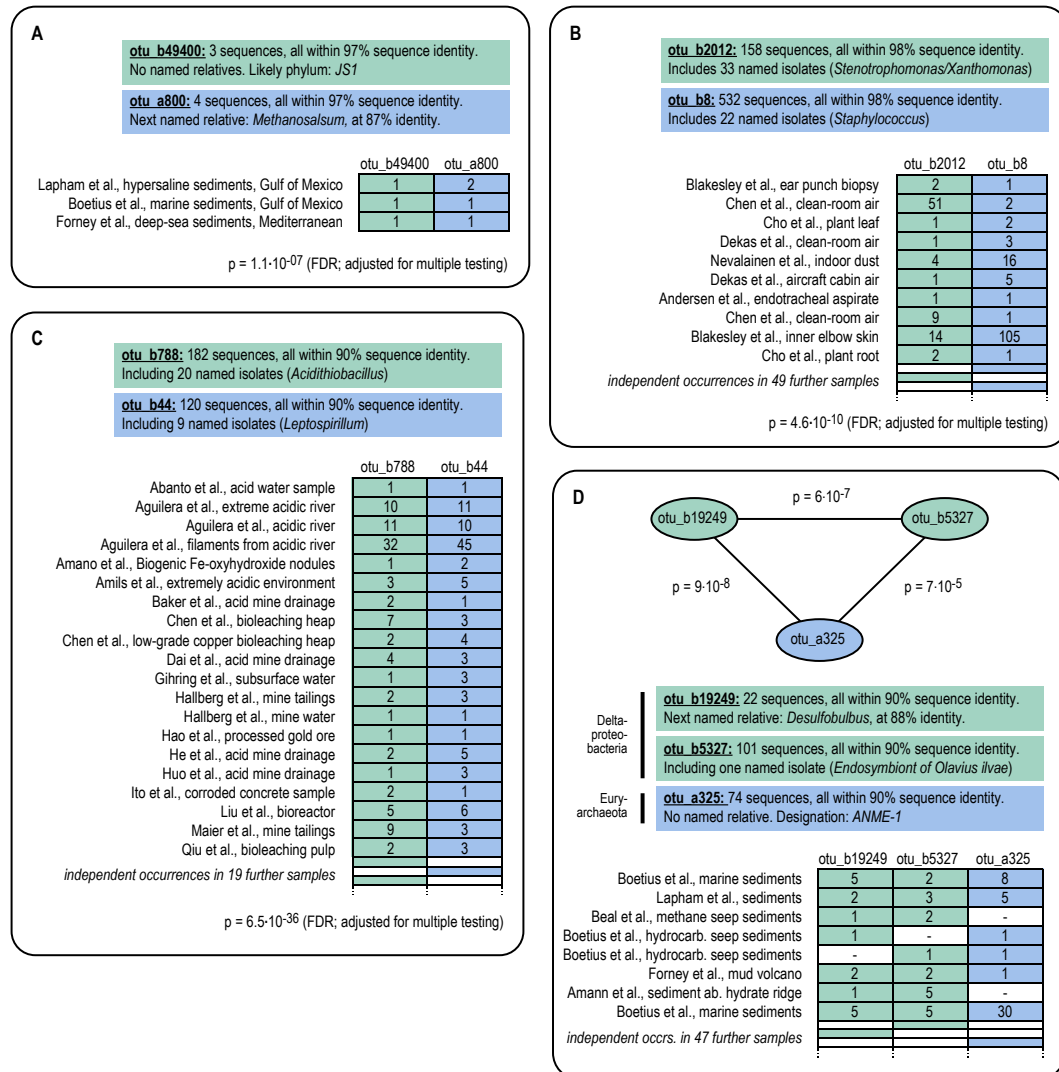 A
otu_b49400: 3 sequences, all within 97% sequence identity.
No named relatives. Likely phylum: JS1
otu_a800: 4 sequences, all within 97% sequence identity.
Next named relative: Methanosalsum, at 87% identity.
otu_b49400 otu_a800
Lapham et al., hypersaline sediments, Gulf of Mexico 1 2
Boetius et al., marine sediments, Gulf of Mexico 1 1
Forney et al., deep-sea sediments, Mediterranean 1 1
p = 1.1·10-07 (FDR; adjusted for multiple testing)
B
otu_b2012: 158 sequences, all within 98% sequence identity.
Includes 33 named isolates (Stenotrophomonas/Xanthomonas)
otu_b8: 532 sequences, all within 98% sequence identity.
Includes 22 named isolates (Staphylococcus)
otu_b2012 otu_b8
Blakesley et al., ear punch biopsy 2 1
Chen et al., clean-room air 51 2
Cho et al., plant leaf 1 2
Dekas et al., clean-room air 1 3
Nevalainen et al., indoor dust 4 16
Dekas et al., aircraft cabin air 1 5
Andersen et al., endotracheal aspirate 1 1
Chen et al., clean-room air 9 1
Blakesley et al., inner elbow skin 14 105
Cho et al., plant root 2 1
independent occurrences in 49 further samples
p = 4.6·10-10 (FDR; adjusted for multiple testing)
C
otu_b788: 182 sequences, all within 90% sequence identity.
Including 20 named isolates (Acidithiobacillus)
otu_b44: 120 sequences, all within 90% sequence identity.
Including 9 named isolates (Leptospirillum)
otu_b788 otu_b44
Abanto et al., acid water sample 1 1
Aguilera et al., extreme acidic river 10 11
Aguilera et al., acidic river 11 10
Aguilera et al., filaments from acidic river 32 45
Amano et al., Biogenic Fe-oxyhydroxide nodules 1 2
Amils et al., extremely acidic environment 3 5
Baker et al., acid mine drainage 2 1
Chen et al., bioleaching heap 7 3
Chen et al., low-grade copper bioleaching heap 2 4
Dai et al., acid mine drainage 4 3
Gihring et al., subsurface water 1 3
Hallberg et al., mine tailings 2 3
Hallberg et al., mine water 1 1
Hao et al., processed gold ore 1 1
He et al., acid mine drainage 2 5
Huo et al., acid mine drainage 1 3
Ito et al., corroded concrete sample 2 1
Liu et al., bioreactor 5 6
Maier et al., mine tailings 9 3
Qiu et al., bioleaching pulp 2 3
independent occurrences in 19 further samples
p = 6.5·10-36 (FDR; adjusted for multiple testing)
D
p = 6·10-7
otu_b19249 otu_b5327
p = 9·10-8 p = 7·10-5
otu_a325
Delta-
proteo-
bacteria
otu_b19249: 22 sequences, all within 90% sequence identity.
Next named relative: Desulfobulbus, at 88% identity.
otu_b5327: 101 sequences, all within 90% sequence identity.
Including one named isolate (Endosymbiont of Olavius ilvae)
Eury-
archaeota
otu_a325: 74 sequences, all within 90% sequence identity.
No named relative. Designation: ANME-1
otu_b19249 otu_b5327 otu_a325
Boetius et al., marine sediments 5 2 8
Lapham et al., sediments 2 3 5
Beal et al., methane seep sediments 1 2 -
Boetius et al., hydrocarb. seep sediments 1 - 1
Boetius et al., hydrocarb. seep sediments - 1 1
Forney et al., mud volcano 2 2 1
Amann et al., sediment ab. hydrate ridge 1 5 -
Boetius et al., marine sediments 5 5 30
independent occrs. in 47 further samples